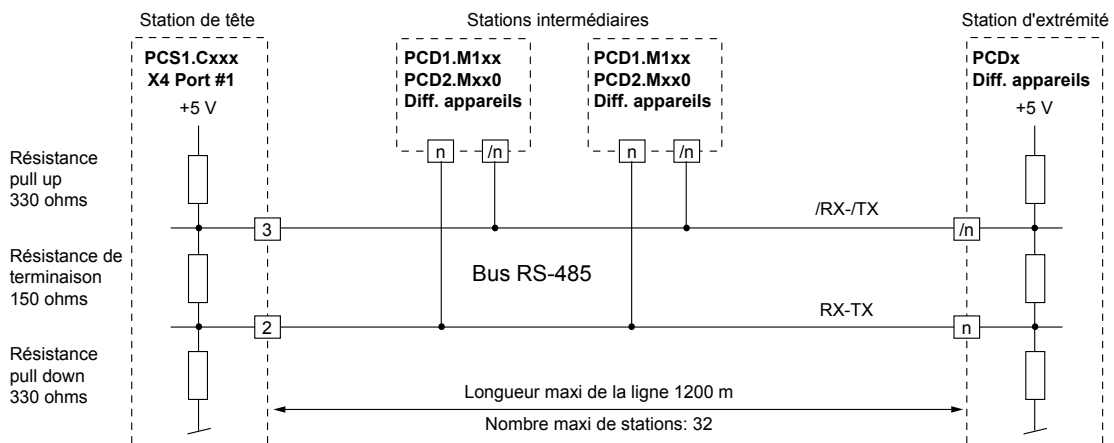 Station de tête
Stations intermédiaires
Station d'extrémité
PCS1.Cxxx
X4 Port #1
+5 V
PCD1.M1xx
PCD2.Mxx0
Diff. appareils
PCD1.M1xx
PCD2.Mxx0
Diff. appareils
PCDx
Diff. appareils
+5 V
n
/n
n
/n
Résistance
pull up
330 ohms
/RX-/TX
3
/n
Résistance de
terminaison
150 ohms
Bus RS-485
RX-TX
2
n
Résistance
pull down
330 ohms
Longueur maxi de la ligne 1200 m
Nombre maxi de stations: 32